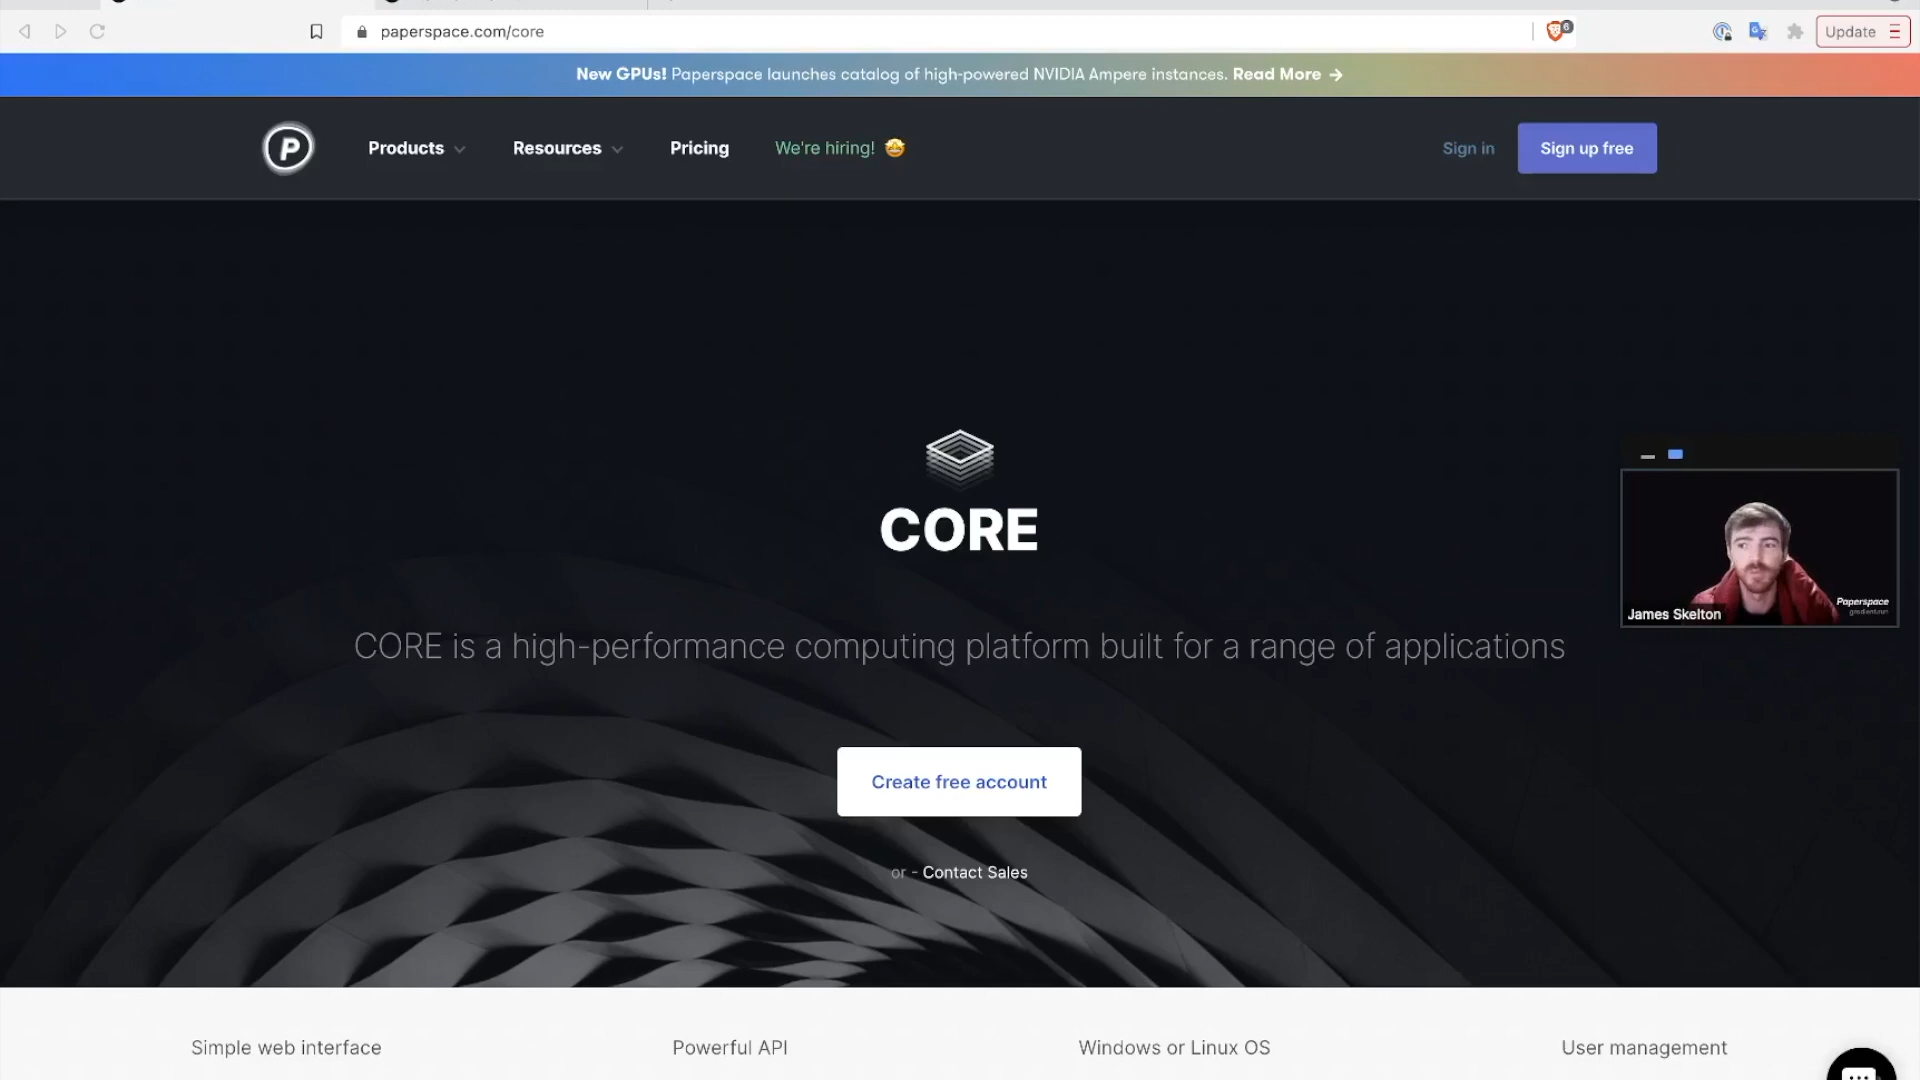 paperspace.com/core
6
Update
New GPUs! Paperspace launches catalog of high-powered NVIDIA Ampere instances. Read More →
P
Products
Resources
Pricing
We're hiring! 🤩
Sign in
Sign up free
CORE
CORE is a high-performance computing platform built for a range of applications
Paperspace
James Skelton
Create free account
or - Contact Sales
Simple web interface
Powerful API
Windows or Linux OS
User management